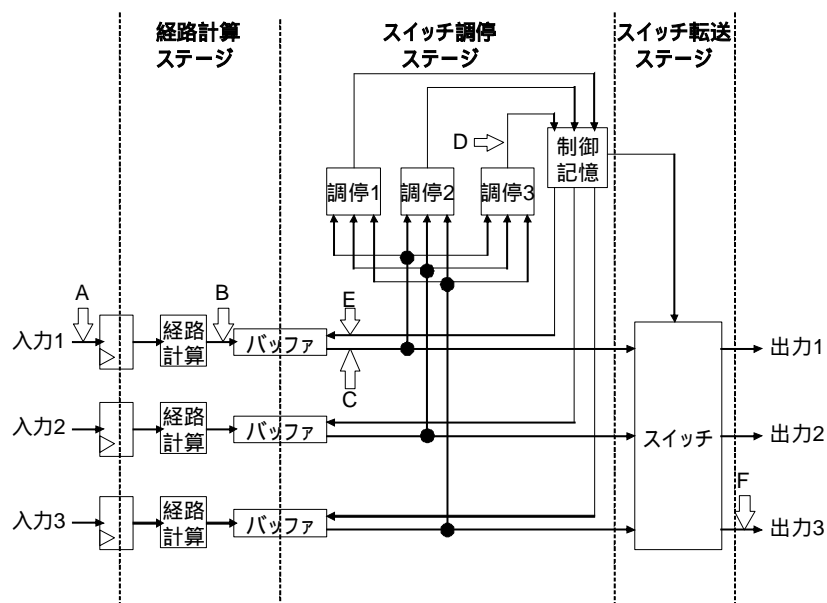 経路計算
ステージ
スイッチ調停
ステージ
スイッチ転送
ステージ
D
制御
記憶
調停1
調停2
調停3
A
B
E
入力1
経路
計算
バッファ
出力1
C
入力2
経路
計算
バッファ
スイッチ
出力2
F
入力3
経路
計算
バッファ
出力3